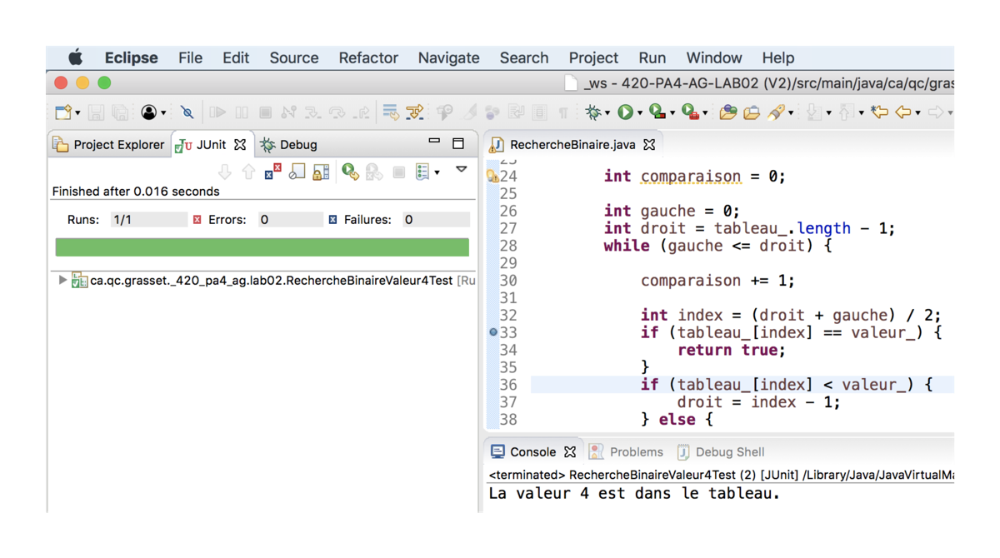 Eclipse File Edit Source Refactor Navigate Search Project Run Window Help
_ws - 420-PA4-AG-LAB02 (V2)/src/main/java/ca/qc/gras
Project Explorer JUnit Debug
Finished after 0.016 seconds
Runs: 1/1 Errors: 0 Failures: 0
ca.qc.grasset._420_pa4_ag.lab02.RechercheBinaireValeur4Test [Ru
RechercheBinaire.java
24 int comparaison = 0;
25
26 int gauche = 0;
27 int droit = tableau_.length - 1;
28 while (gauche <= droit) {
29
30 comparaison += 1;
31
32 int index = (droit + gauche) / 2;
33 if (tableau_[index] == valeur_) {
34 return true;
35 }
36 if (tableau_[index] < valeur_) {
37 droit = index - 1;
38 } else {
Console Problems Debug Shell
<terminated> RechercheBinaireValeur4Test (2) [JUnit] /Library/Java/JavaVirtualMa
La valeur 4 est dans le tableau.